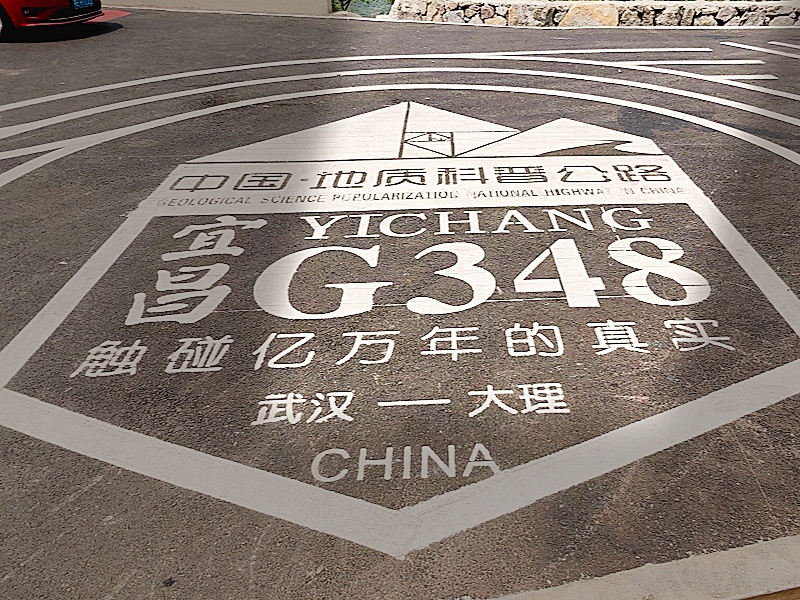 中国·地质科普公路
GEOLOGICAL SCIENCE POPULARIZATION NATIONAL HIGHWAY IN CHINA
宜昌
YICHANG
G348
触碰亿万年的真实
武汉 — 大理
CHINA